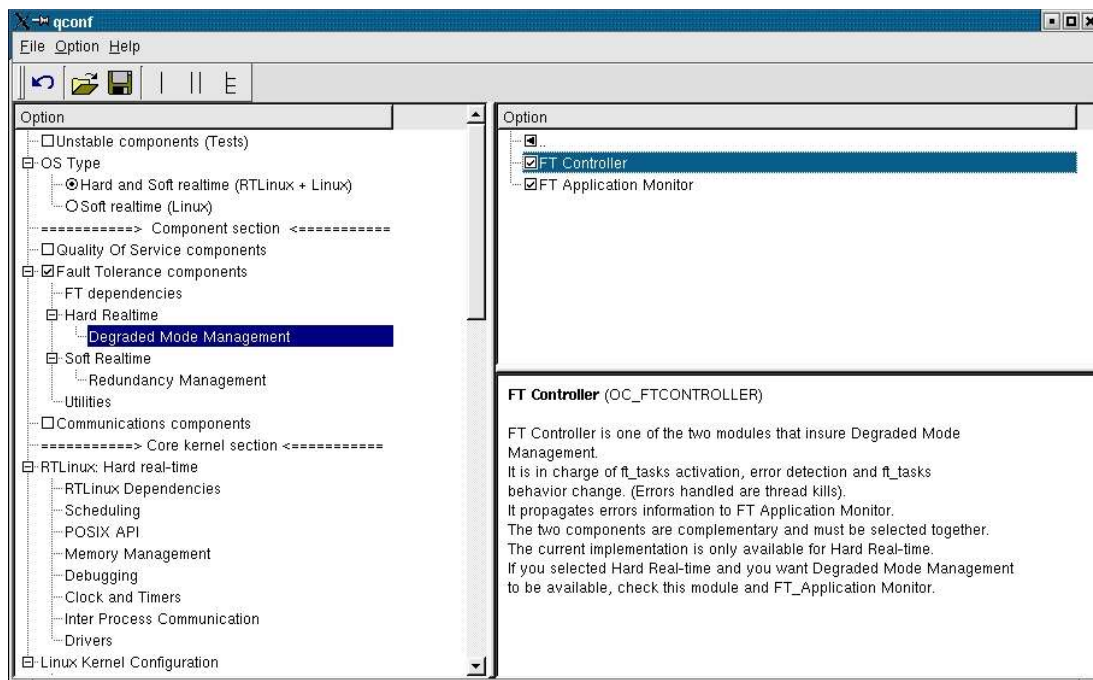 qconf
File Option Help
Option
Unstable components (Tests)
OS Type
Hard and Soft realtime (RTLinux + Linux)
Soft realtime (Linux)
===========> Component section <===========
Quality Of Service components
Fault Tolerance components
FT dependencies
Hard Realtime
Degraded Mode Management
Soft Realtime
Redundancy Management
Utilities
Communications components
===========> Core kernel section <===========
RTLinux: Hard real-time
RTLinux Dependencies
Scheduling
POSIX API
Memory Management
Debugging
Clock and Timers
Inter Process Communication
Drivers
Linux Kernel Configuration
Option
..
FT Controller
FT Application Monitor
FT Controller (OC_FTCONTROLLER)
FT Controller is one of the two modules that insure Degraded Mode
Management.
It is in charge of ft_tasks activation, error detection and ft_tasks
behavior change. (Errors handled are thread kills).
It propagates errors information to FT Application Monitor.
The two components are complementary and must be selected together.
The current implementation is only available for Hard Real-time.
If you selected Hard Real-time and you want Degraded Mode Management
to be available, check this module and FT_Application Monitor.